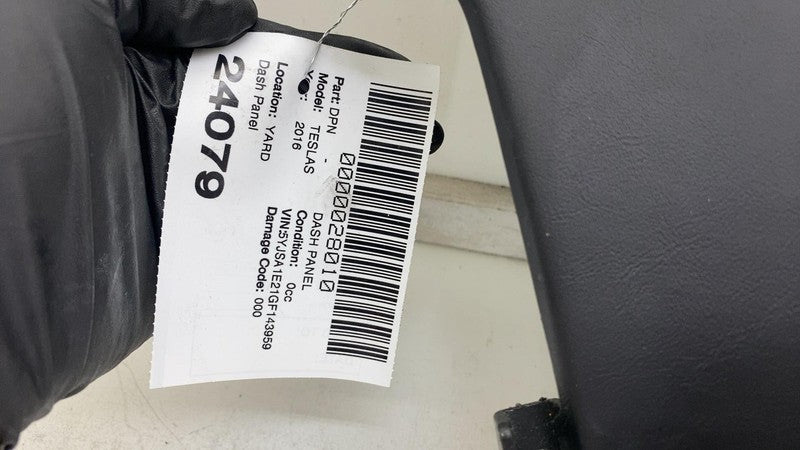 0000028010
Part: DPN - DASH PANEL
Model: TESLAS Condition: 0cc
2016 VIN:5YJSA1E21GF143959
Damage Code: 000
Location: YARD
Dash Panel
24079